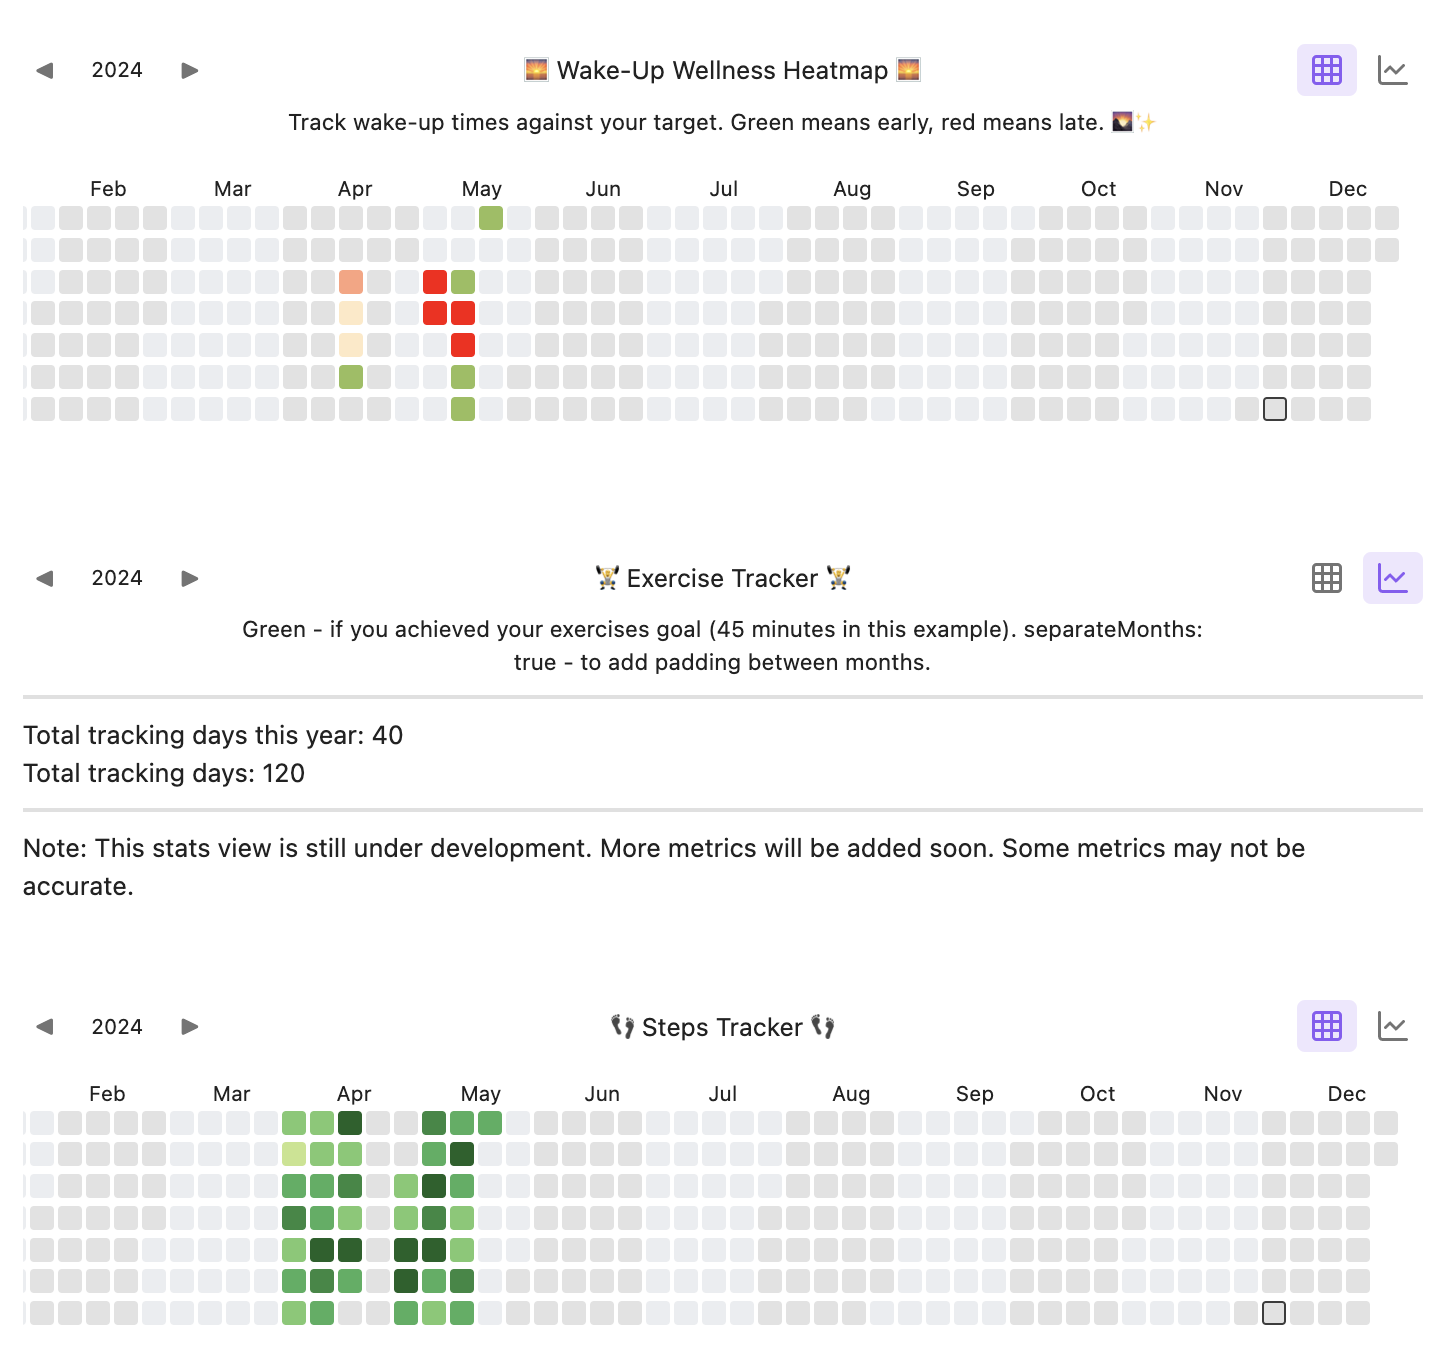 2024
🌅 Wake-Up Wellness Heatmap 🌅
Track wake-up times against your target. Green means early, red means late. 🌄✨
Feb Mar Apr May Jun Jul Aug Sep Oct Nov Dec
2024
🏋️ Exercise Tracker 🏋️
Green - if you achieved your exercises goal (45 minutes in this example). separateMonths:
true - to add padding between months.
Total tracking days this year: 40
Total tracking days: 120
Note: This stats view is still under development. More metrics will be added soon. Some metrics may not be
accurate.
2024
👣 Steps Tracker 👣
Feb Mar Apr May Jun Jul Aug Sep Oct Nov Dec